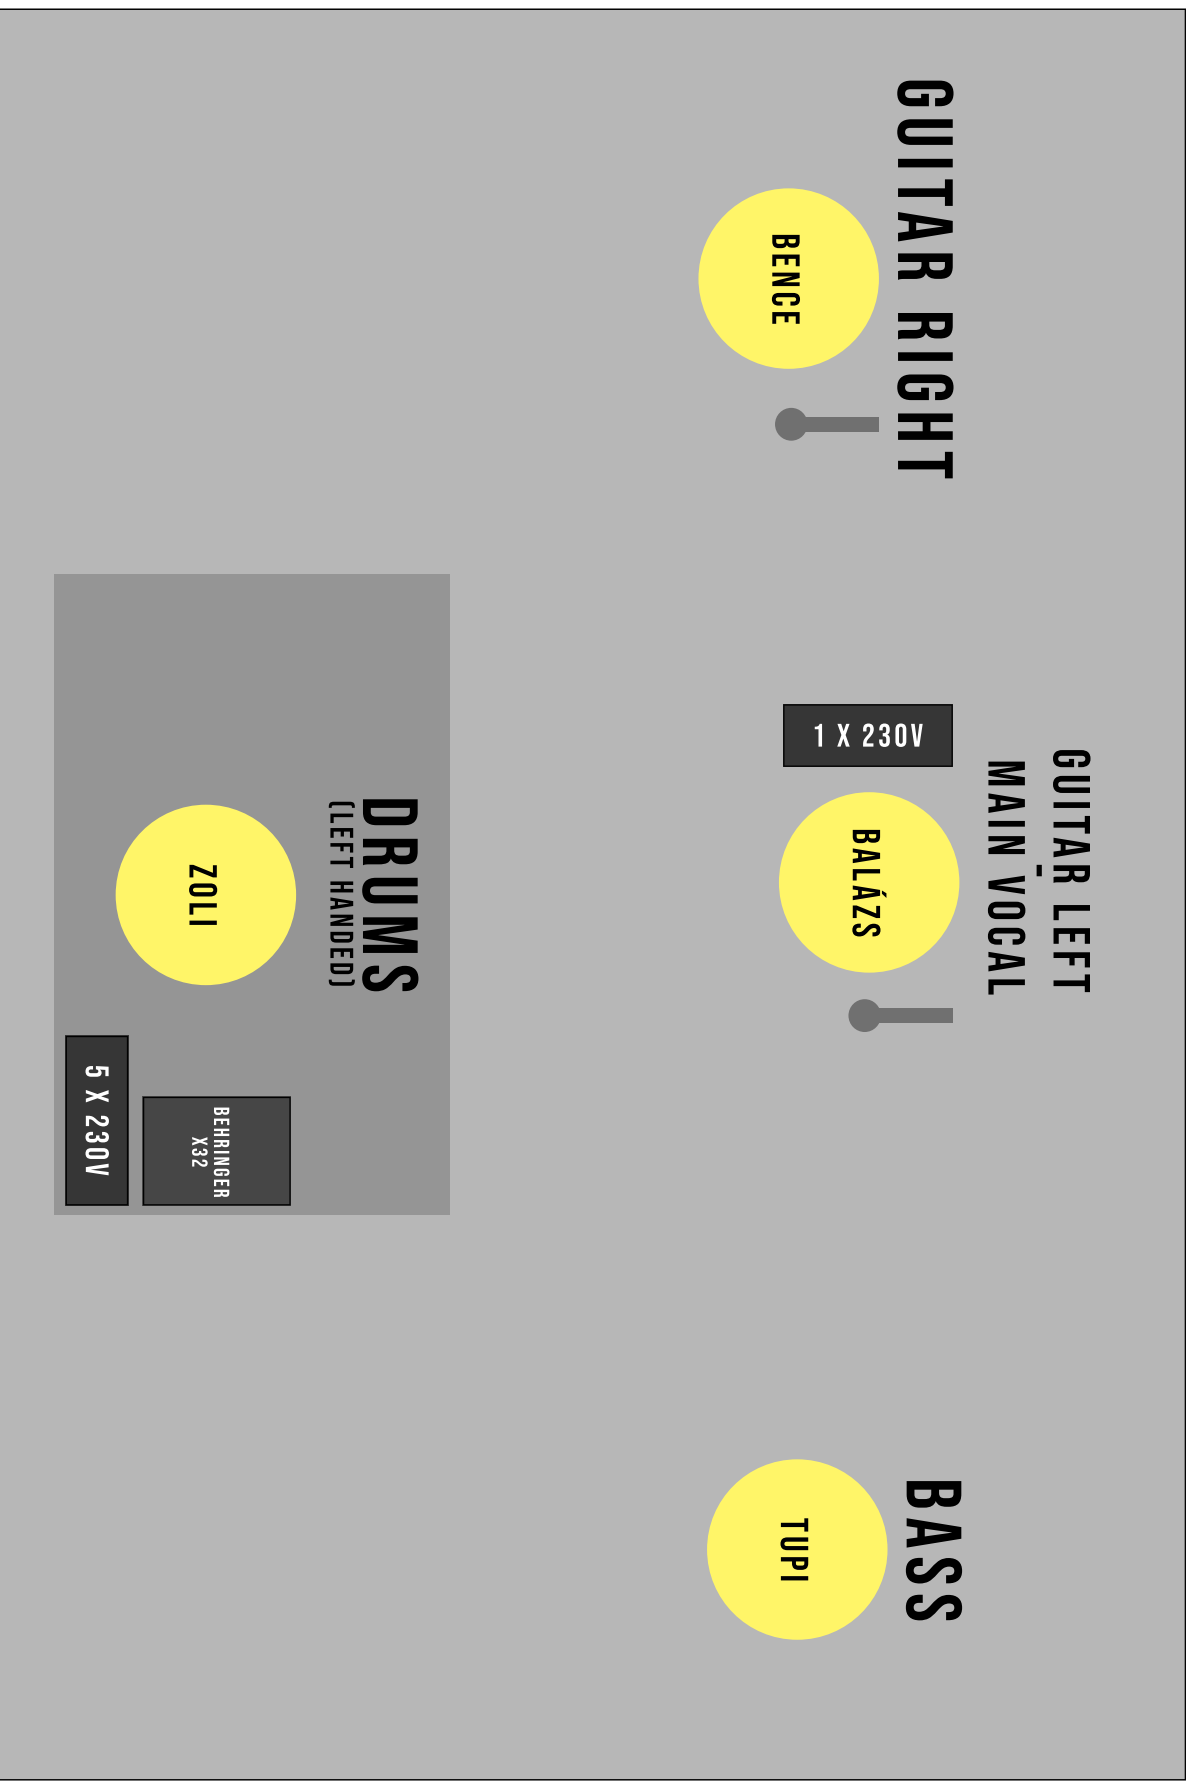 GUITAR LEFT
-
MAIN VOCAL
GUITAR RIGHT
BASS
1 X 230V
BALÁZS
BENCE
TUPI
DRUMS
(LEFT HANDED)
ZOLI
BEHRINGER
X32
5 X 230V